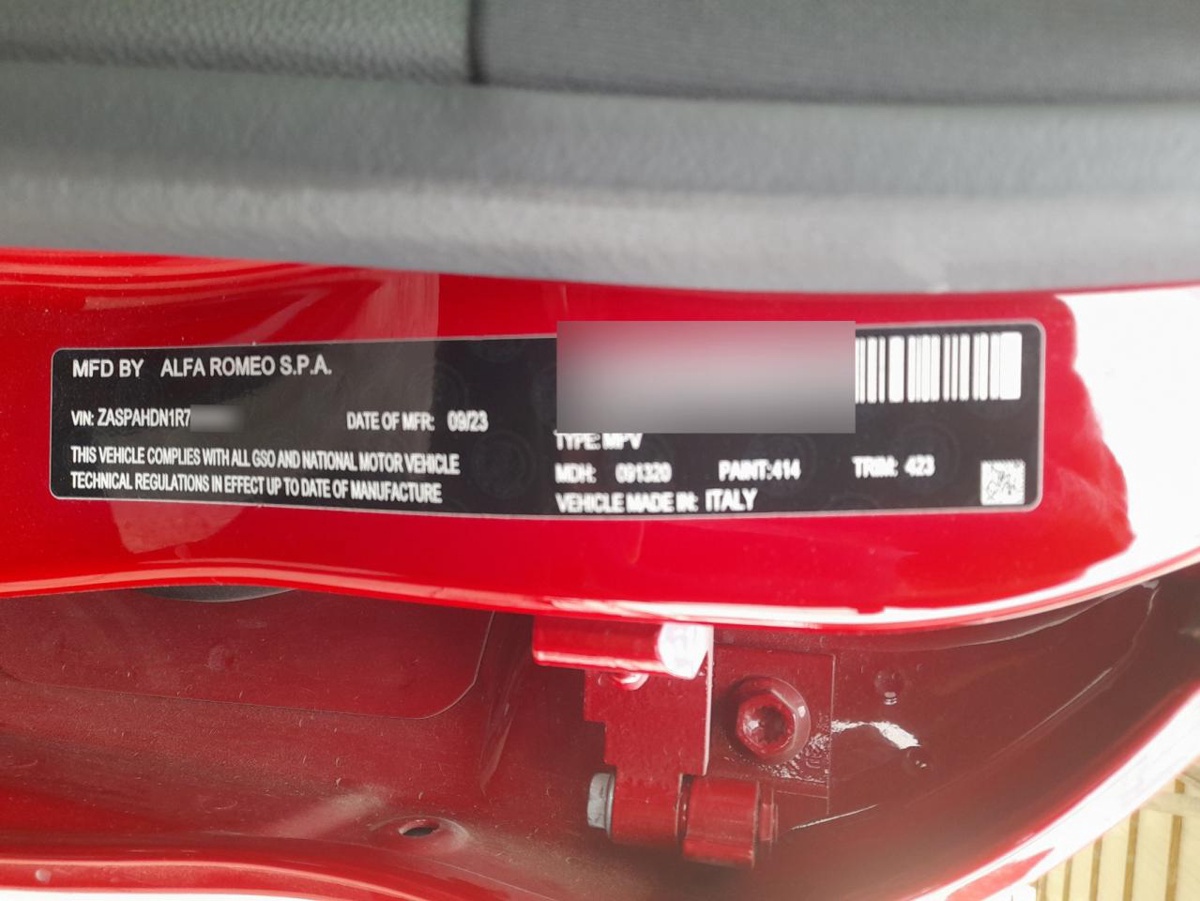 MFD BY ALFA ROMEO S.P.A.
VIN: ZASPAHDN1R7
DATE OF MFR: 09/23
THIS VEHICLE COMPLIES WITH ALL GSO AND NATIONAL MOTOR VEHICLE
TECHNICAL REGULATIONS IN EFFECT UP TO DATE OF MANUFACTURE
TYPE: MPV
MDH: 091320 PAINT:414 TRIM: 423
VEHICLE MADE IN: ITALY